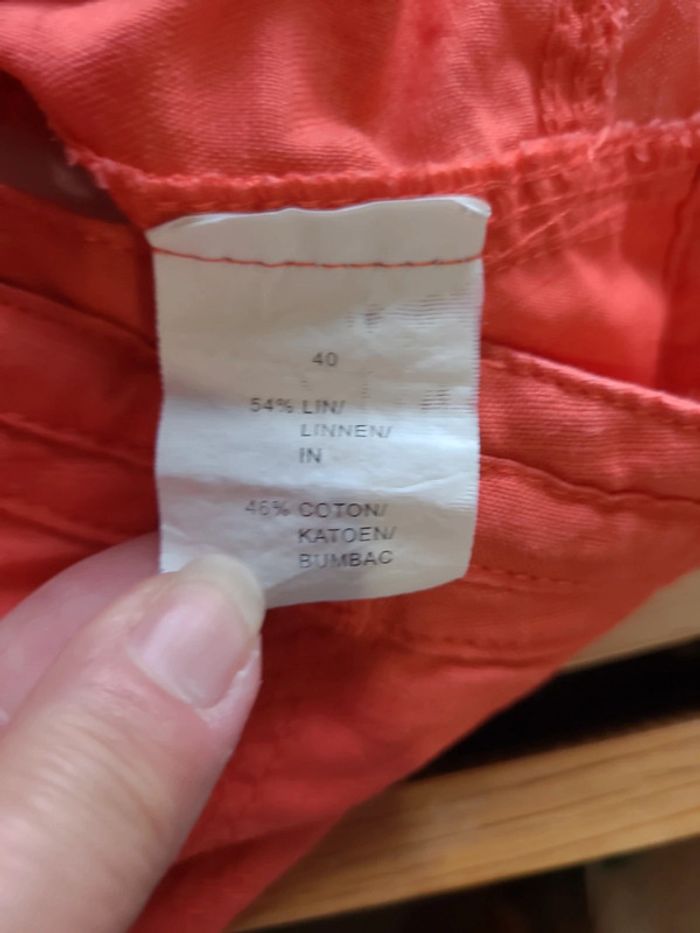 40
54% LIN/
LINNEN/
IN
46% COTON/
KATOEN/
BUMBAC